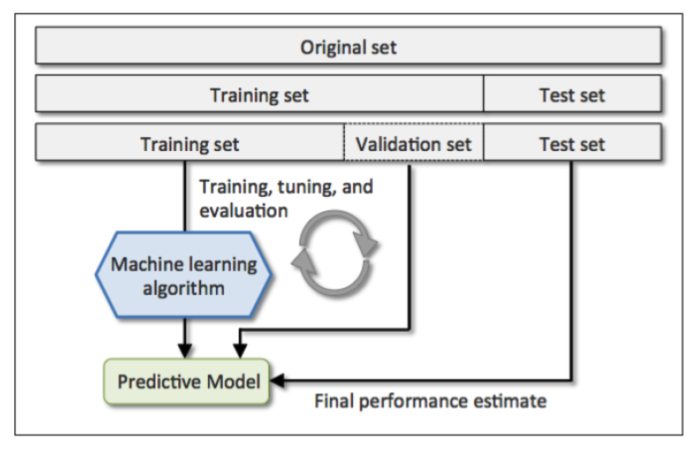 Original set
Training set
Test set
Training set
Validation set
Test set
Training, tuning, and
evaluation
Machine learning
algorithm
Predictive Model
Final performance estimate